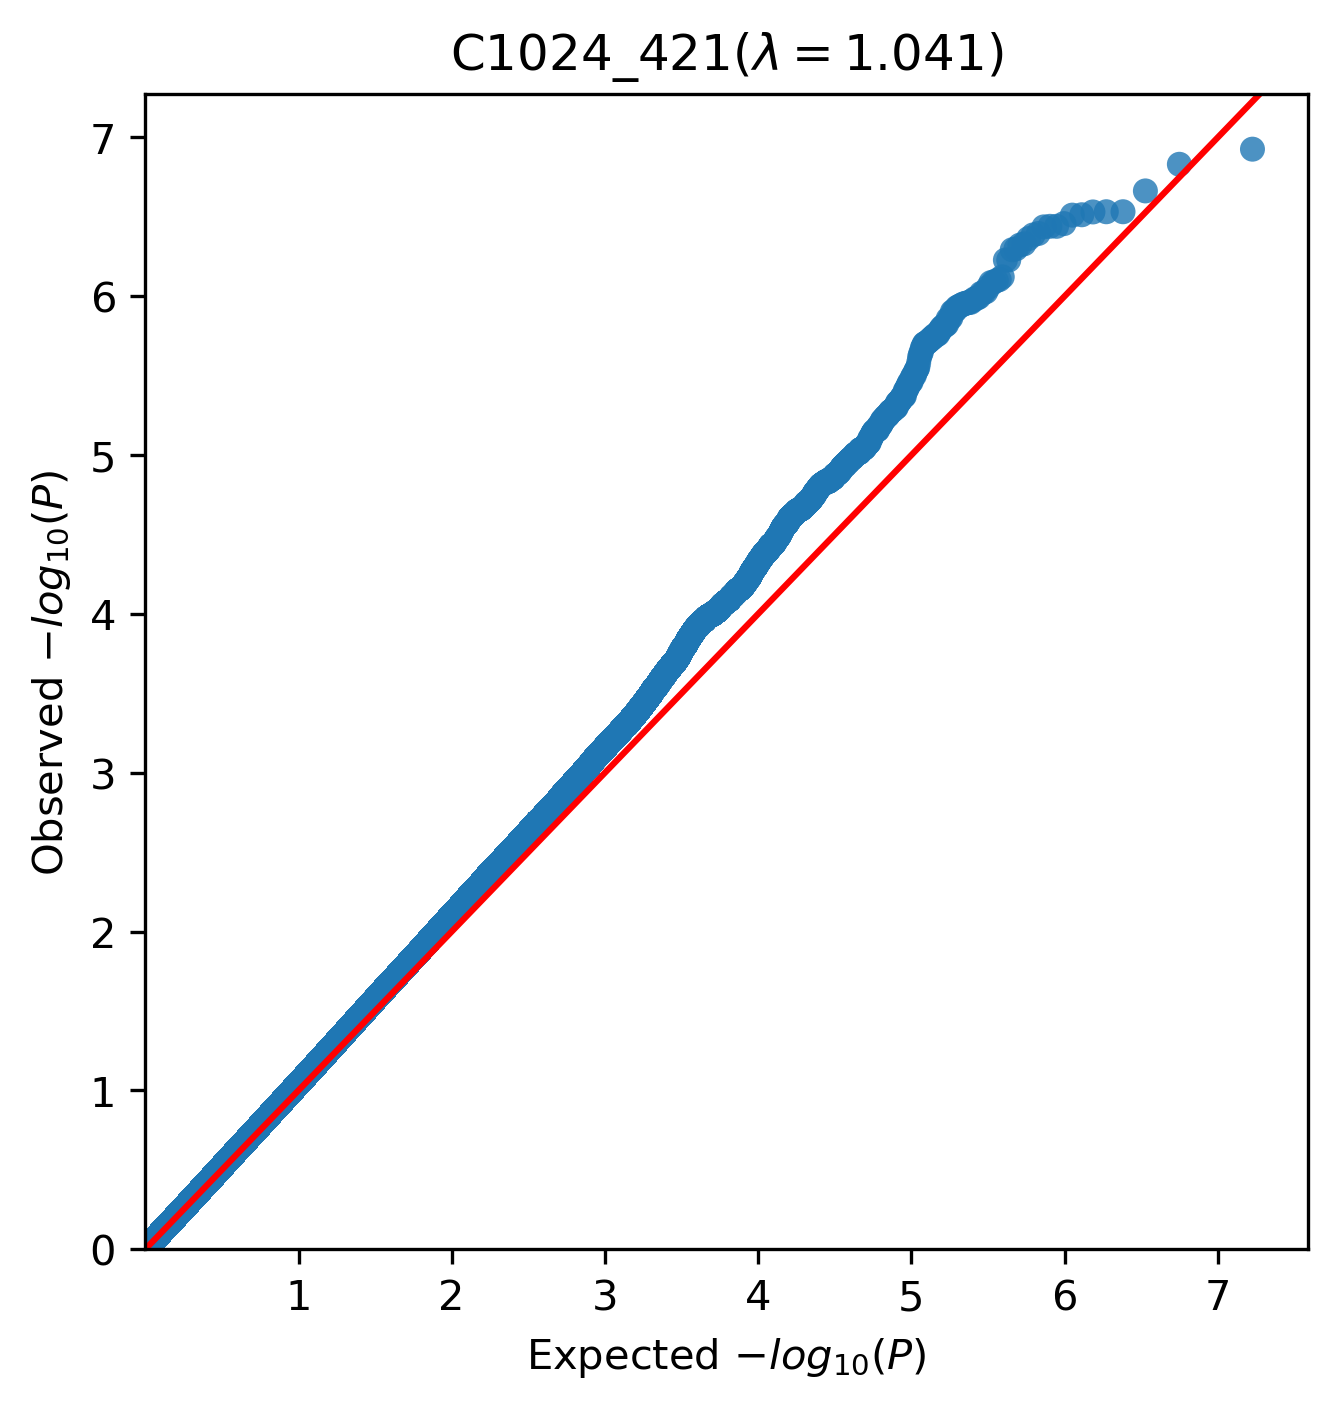 C1024_421(λ = 1.041)
7
6
5
4
3
2
1
0
Observed −log₁₀(P)
1 2 3 4 5 6 7
Expected −log₁₀(P)